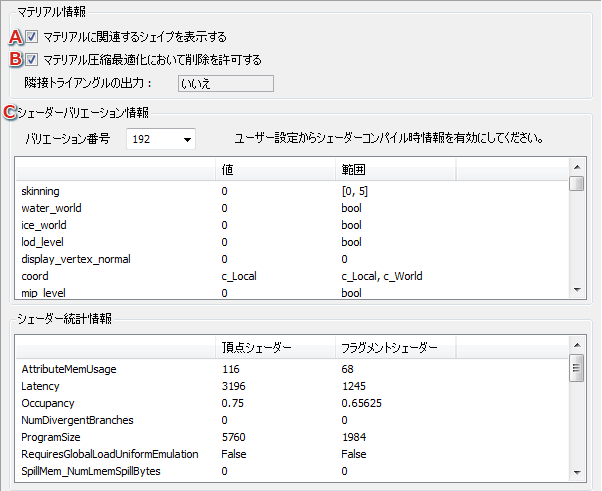 マテリアル情報
A マテリアルに関連するシェイプを表示する
B マテリアル圧縮最適化において削除を許可する
隣接トライアングルの出力： いいえ
C シェーダーバリエーション情報
バリエーション番号 192 ユーザー設定からシェーダーコンパイル時情報を有効にしてください。
値 範囲
skinning 0 [0, 5]
water_world 0 bool
ice_world 0 bool
lod_level 0 bool
display_vertex_normal 0 0
coord c_Local c_Local, c_World
mip_level 0 bool
シェーダー統計情報
頂点シェーダー フラグメントシェーダー
AttributeMemUsage 116 68
Latency 3196 1245
Occupancy 0.75 0.65625
NumDivergentBranches 0 0
ProgramSize 5760 1984
RequiresGlobalLoadUniformEmulation False False
SpillMem_NumLmemSpillBytes 0 0